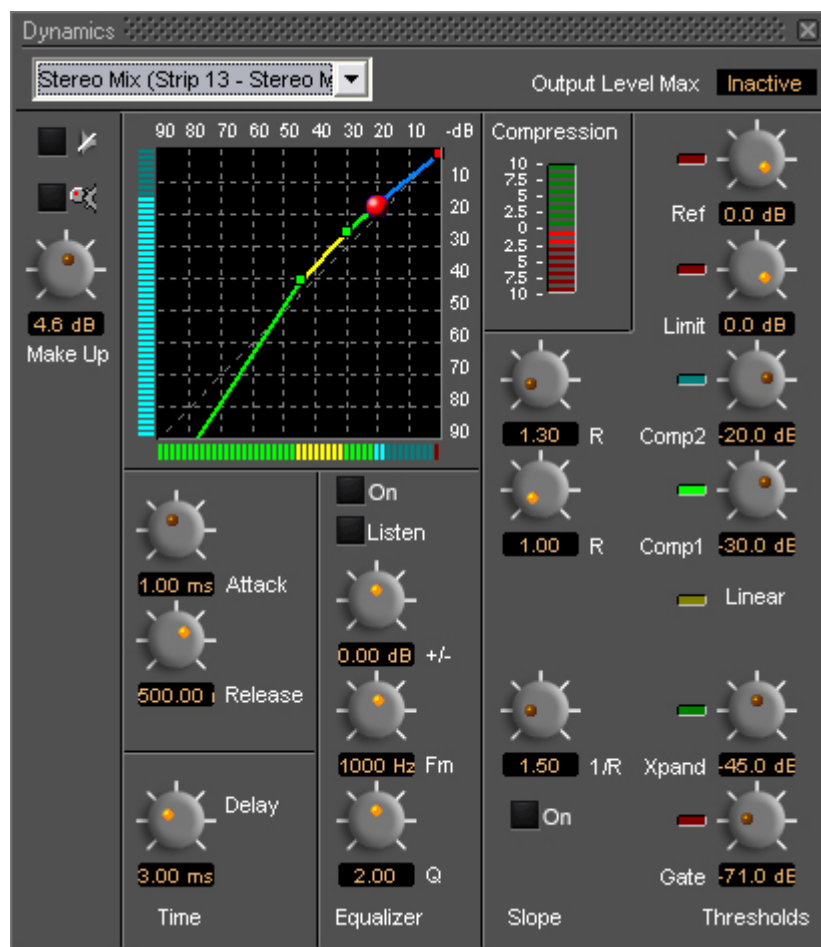 Dynamics
Stereo Mix (Strip 13 - Stereo M
Output Level Max Inactive
90 80 70 60 50 40 30 20 10 -dB
10
20
30
40
50
60
70
80
90
4.6 dB
Make Up
Compression
10
7.5
5
2.5
0
2.5
5
7.5
10
Ref 0.0 dB
Limit 0.0 dB
1.30 R
Comp2 -20.0 dB
1.00 R
Comp1 -30.0 dB
Linear
1.50 1/R
Xpand -45.0 dB
On
Gate -71.0 dB
1.00 ms Attack
500.00 Release
Delay
3.00 ms
Time
On
Listen
0.00 dB +/-
1000 Hz Fm
2.00 Q
Equalizer
Slope
Thresholds